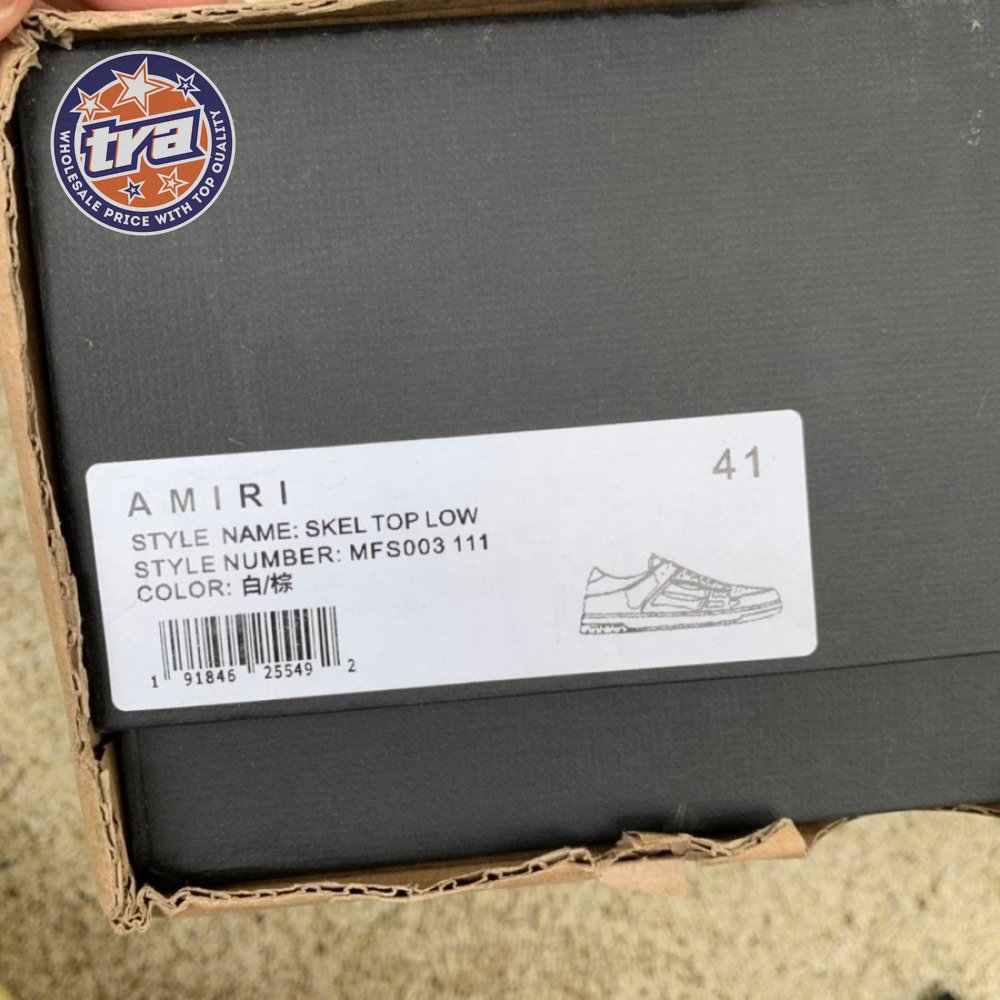 tra
WHOLESALE PRICE WITH TOP QUALITY
AMIRI
41
STYLE NAME: SKEL TOP LOW
STYLE NUMBER: MFS003 111
COLOR: 白/棕
1 91846 25549 2